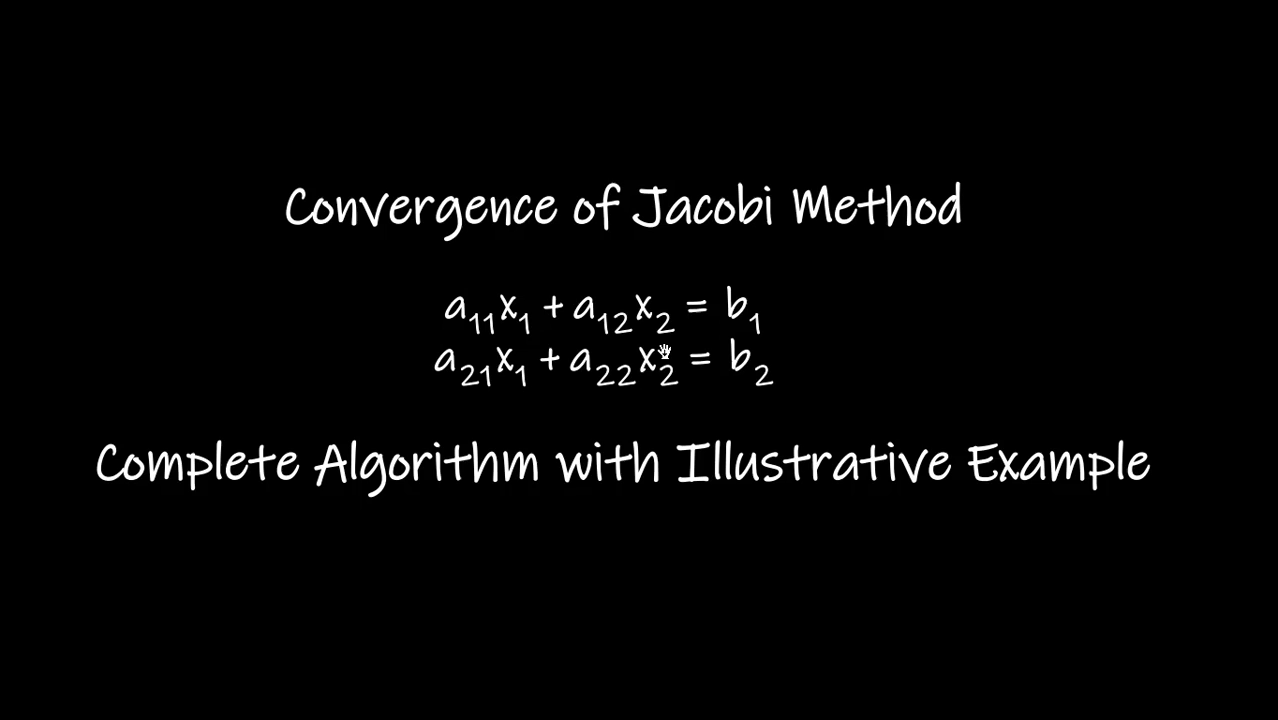 Convergence of Jacobi Method
a₁₁x₁ + a₁₂x₂ = b₁
a₂₁x₁ + a₂₂x₂ = b₂
Complete Algorithm with Illustrative Example